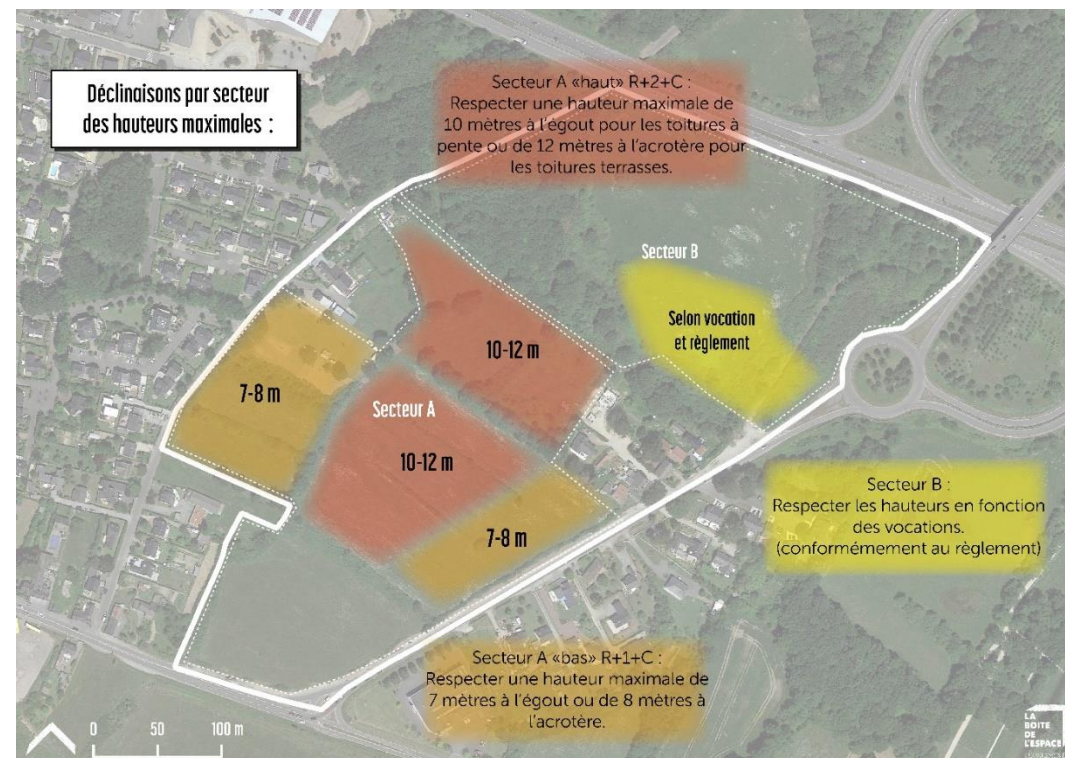 Déclinaisons par secteur
des hauteurs maximales :
Secteur A «haut» R+2+C :
Respecter une hauteur maximale de
10 mètres à l'égout pour les toitures à
pente ou de 12 mètres à l'acrotère pour
les toitures terrasses.
Secteur B
Selon vocation
et règlement
10-12 m
7-8 m
Secteur A
10-12 m
7-8 m
Secteur B :
Respecter les hauteurs en fonction
des vocations.
(conformémement au règlement)
Secteur A «bas» R+1+C :
Respecter une hauteur maximale de
7 mètres à l'égout ou de 8 mètres à
l'acrotère.
0 50 100 m
LA
BOITE
DE
L'ESPACE